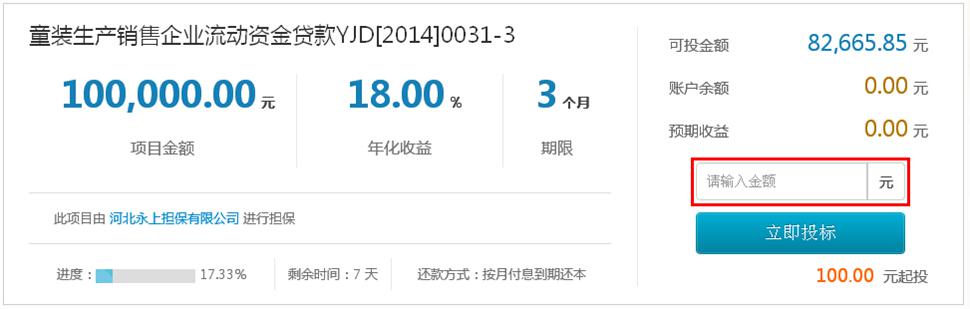 童装生产销售企业流动资金贷款YJD[2014]0031-3
100,000.00 元
项目金额
18.00 %
年化收益
3 个月
期限
此项目由 河北永上担保有限公司 进行担保
进度： 17.33%
剩余时间：7 天
还款方式：按月付息到期还本
可投金额 82,665.85 元
账户余额 0.00 元
预期收益 0.00 元
请输入金额 元
立即投标
100.00 元起投